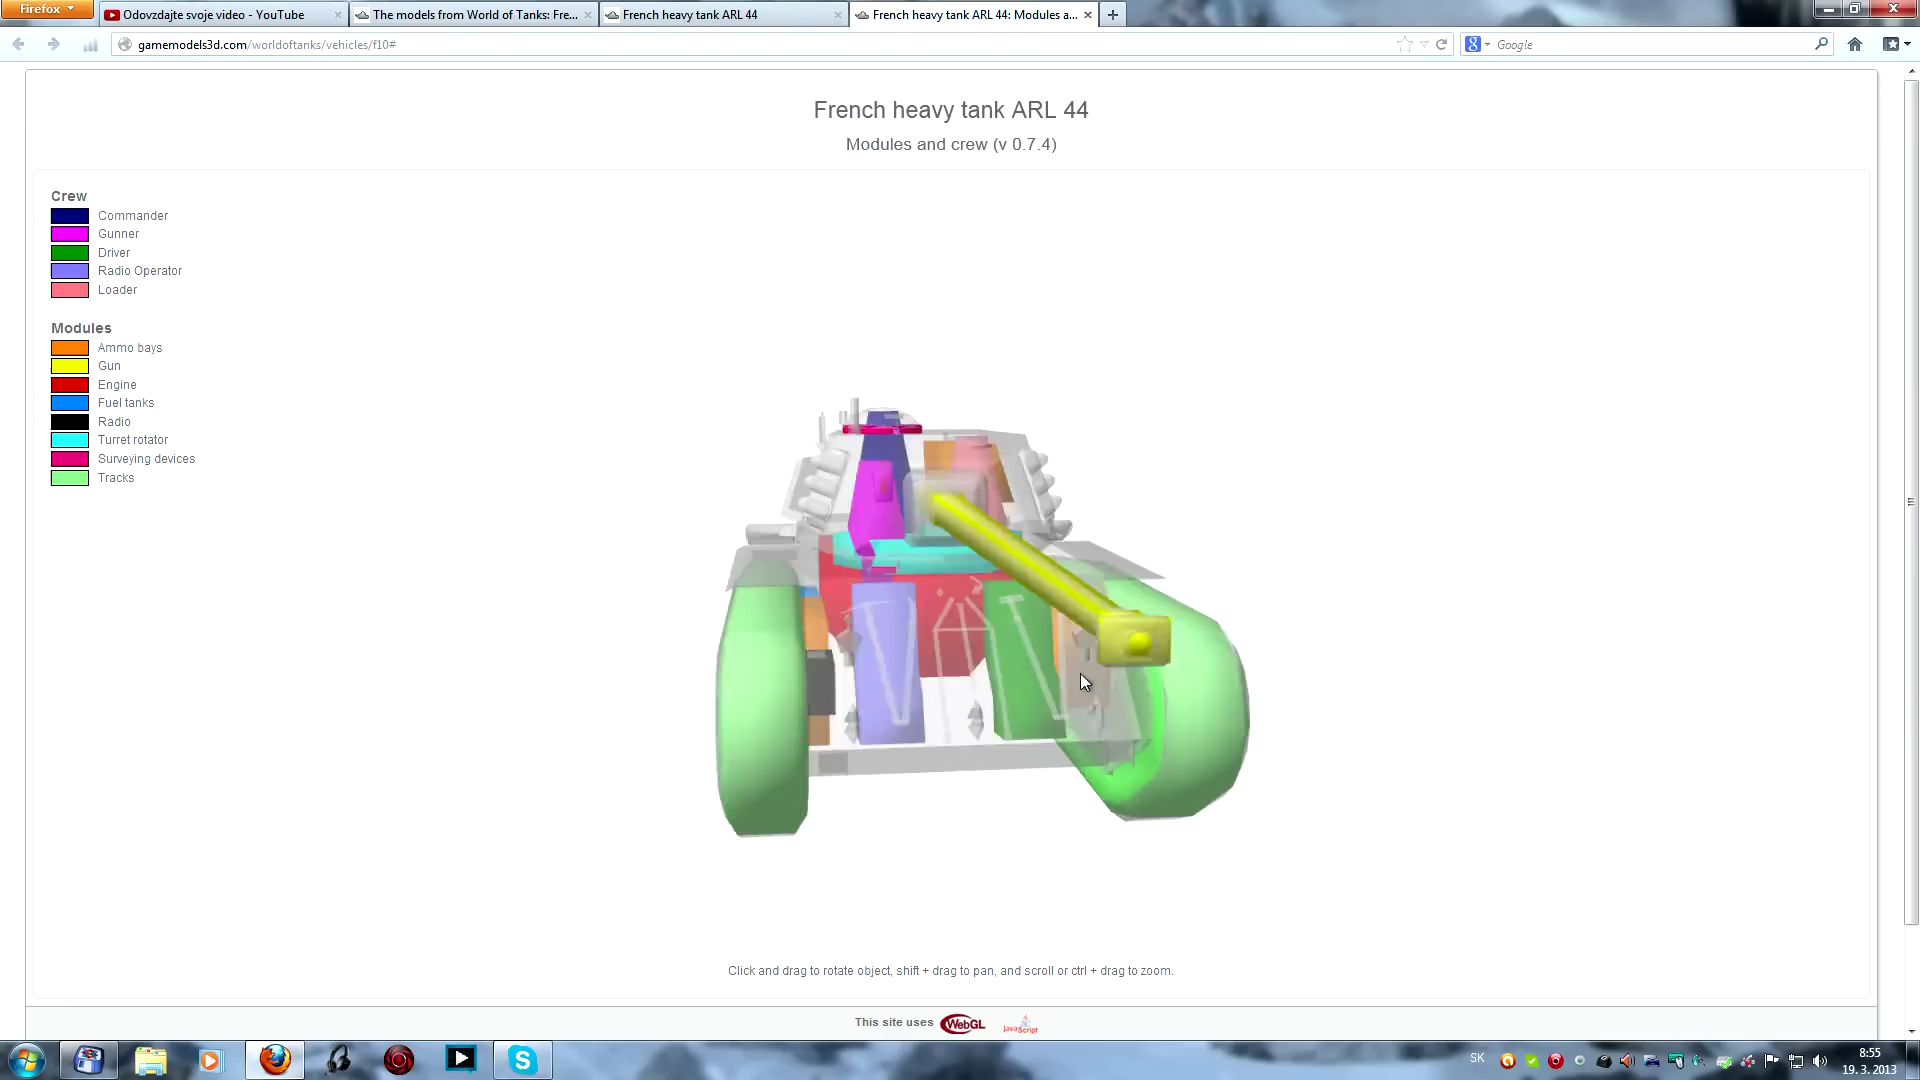 Firefox
Odovzdajte svoje video - YouTube
The models from World of Tanks: Fre...
French heavy tank ARL 44
French heavy tank ARL 44: Modules a...
gamemodels3d.com/worldoftanks/vehicles/f10#
Google
French heavy tank ARL 44
Modules and crew (v 0.7.4)
Crew
Commander
Gunner
Driver
Radio Operator
Loader
Modules
Ammo bays
Gun
Engine
Fuel tanks
Radio
Turret rotator
Surveying devices
Tracks
Click and drag to rotate object, shift + drag to pan, and scroll or ctrl + drag to zoom.
This site uses WebGL JavaScript
SK
8:55
19. 3. 2013